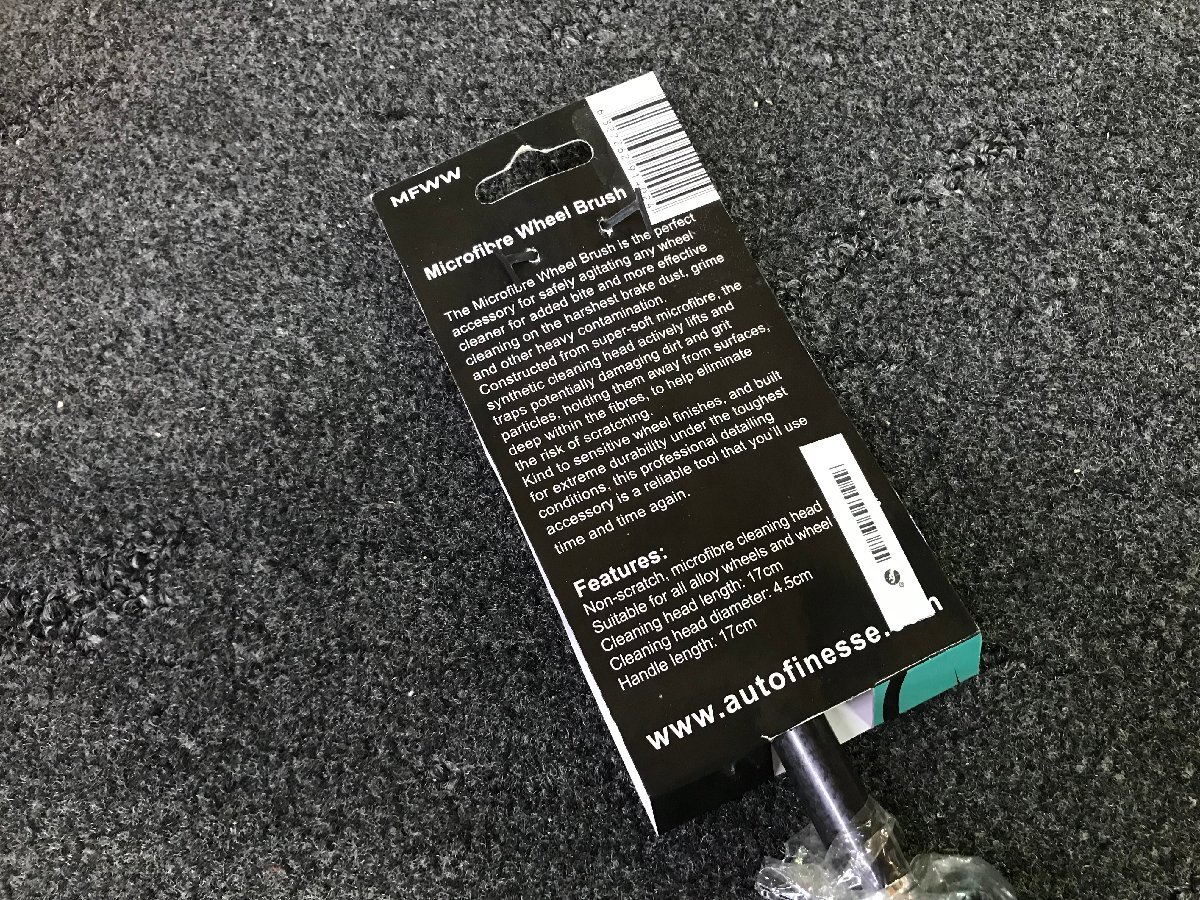 MFWW
Microfibre Wheel Brush
The Microfibre Wheel Brush is the perfect
accessory for safely agitating any wheel
cleaner for added bite and more effective
cleaning on the harshest brake dust, grime
and other heavy contamination.
Constructed from super-soft microfibre, the
synthetic cleaning head actively lifts and
traps potentially damaging dirt and grit
particles, holding them away from surfaces,
deep within the fibres, to help eliminate
the risk of scratching.
Kind to sensitive wheel finishes, and built
for extreme durability under the toughest
conditions, this professional detailing
accessory is a reliable tool that you'll use
time and time again.
Features:
Non-scratch, microfibre cleaning head
Suitable for all alloy wheels and wheel
Cleaning head length: 17cm
Cleaning head diameter: 4.5cm
Handle length: 17cm
www.autofinesse.